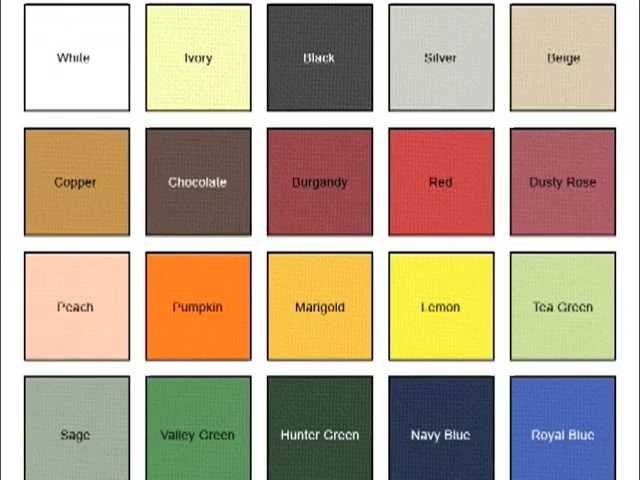 White
Ivory
Black
Silver
Beige
Copper
Chocolate
Burgandy
Red
Dusty Rose
Peach
Pumpkin
Marigold
Lemon
Tea Green
Sage
Valley Green
Hunter Green
Navy Blue
Royal Blue